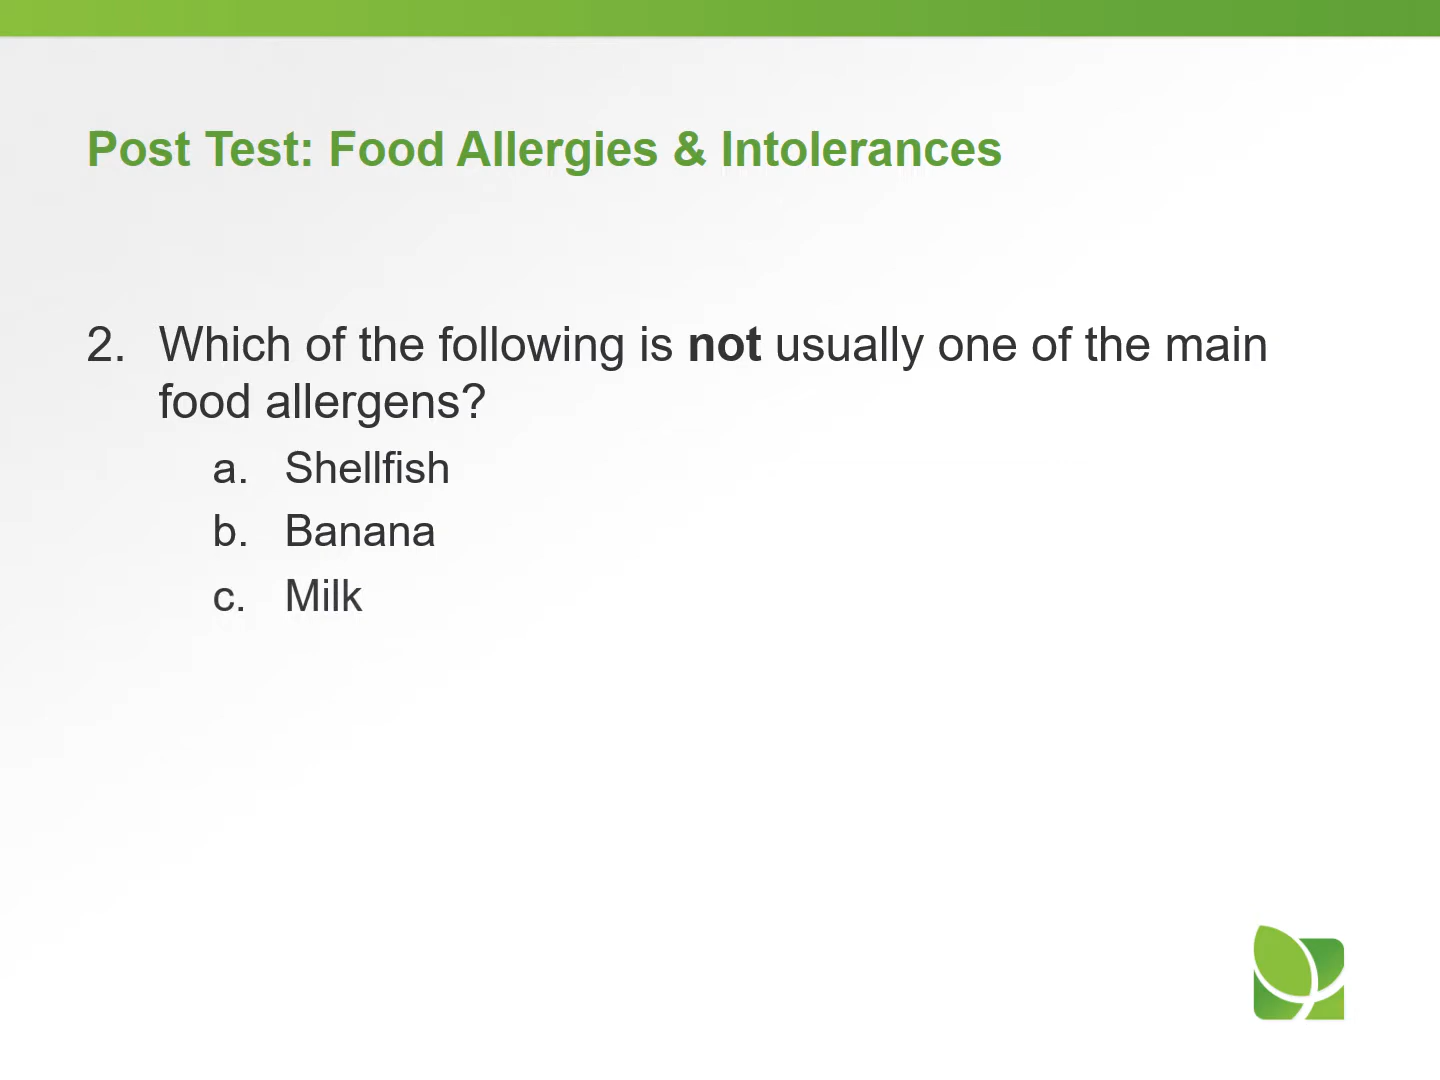 Post Test: Food Allergies & Intolerances
2. Which of the following is not usually one of the main
food allergens?
a. Shellfish
b. Banana
c. Milk